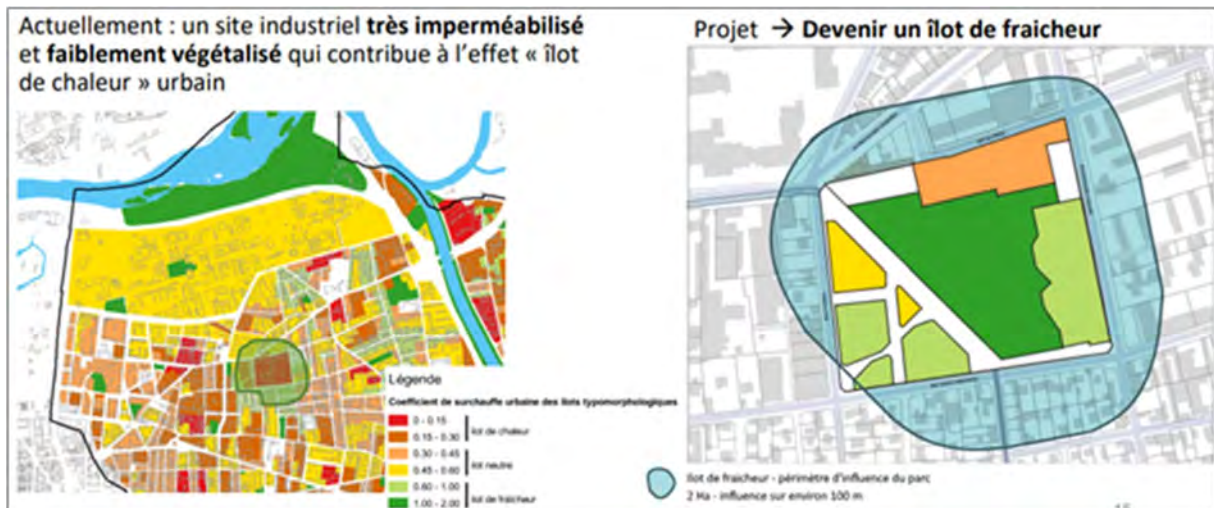 Actuellement : un site industriel très imperméabilisé
et faiblement végétalisé qui contribue à l'effet « îlot
de chaleur » urbain
Projet → Devenir un îlot de fraicheur
Légende
Coefficient de surchauffe urbaine des îlots typomorphologiques
0 - 0.15
0.15 - 0.30
îlot de chaleur
0.30 - 0.45
0.45 - 0.60
îlot neutre
0.60 - 1.00
1.00 - 2.00
îlot de fraîcheur
Ilot de fraicheur - périmètre d'influence du parc
2 Ha - influence sur environ 100 m